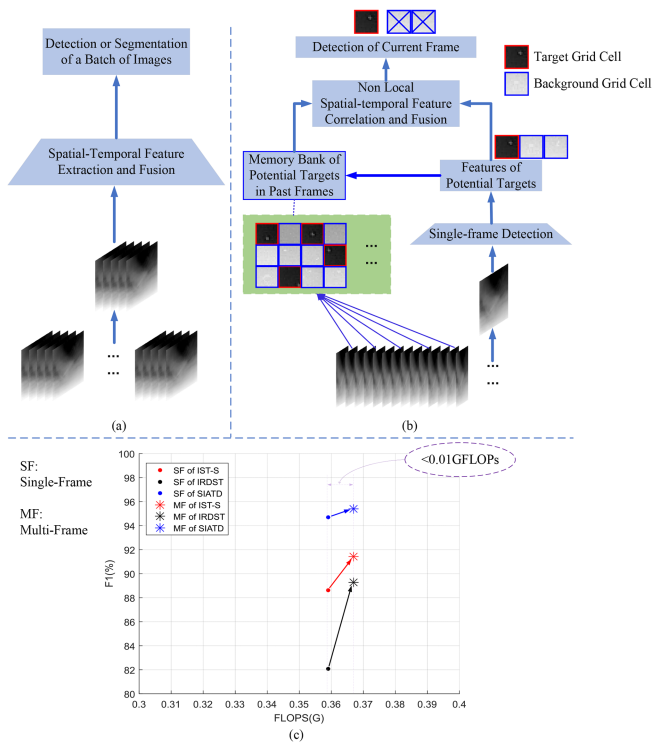 Detection or Segmentation
of a Batch of Images
Spatial-Temporal Feature
Extraction and Fusion
...
...
(a)
Detection of Current Frame
Target Grid Cell
Background Grid Cell
Non Local
Spatial-temporal Feature
Correlation and Fusion
Memory Bank of
Potential Targets
in Past Frames
Features of
Potential Targets
Single-frame Detection
...
...
...
...
(b)
SF:
Single-Frame
MF:
Multi-Frame
<0.01GFLOPs
SF of IST-S
SF of IRDST
SF of SIATD
MF of IST-S
MF of IRDST
MF of SIATD
F1(%)
100
98
96
94
92
90
88
86
84
82
80
0.3 0.31 0.32 0.33 0.34 0.35 0.36 0.37 0.38 0.39 0.4
FLOPS(G)
(c)